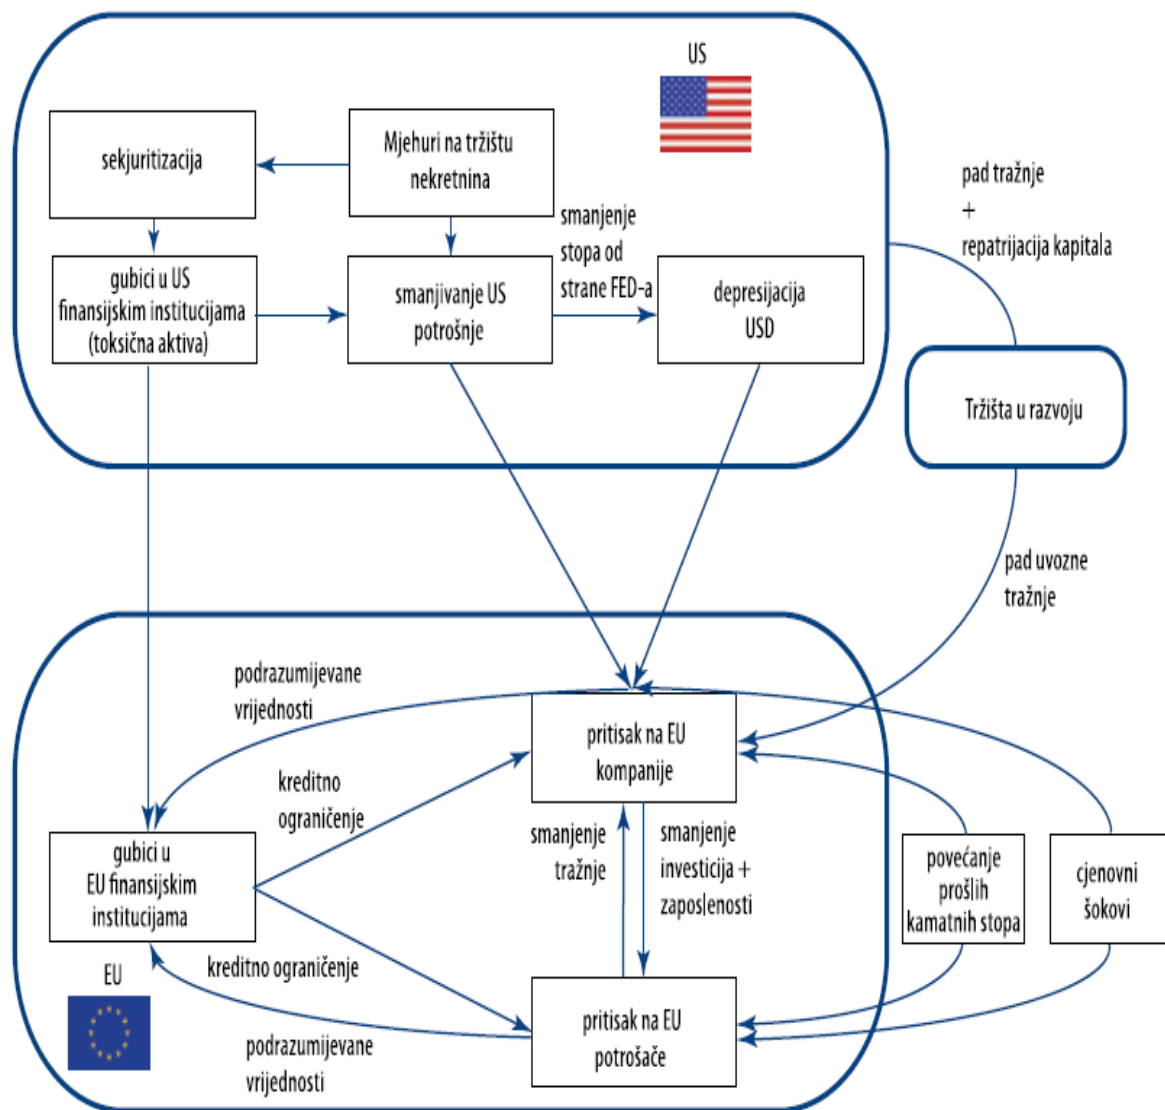 US
sekjuritizacija
Mjehuri na tržištu
nekretnina
pad tražnje
+
repatrijacija kapitala
smanjenje
stopa od
strane FED-a
gubici u US
finansijskim institucijama
(toksična aktiva)
smanjivanje US
potrošnje
depresijacija
USD
Tržišta u razvoju
pad uvozne
tražnje
podrazumijevane
vrijednosti
pritisak na EU
kompanije
kreditno
ograničenje
smanjenje
tražnje
smanjenje
investicija +
zaposlenosti
gubici u
EU finansijskim
institucijama
povećanje
prošlih
kamatnih stopa
cjenovni
šokovi
EU
kreditno ograničenje
pritisak na EU
potrošače
podrazumijevane
vrijednosti